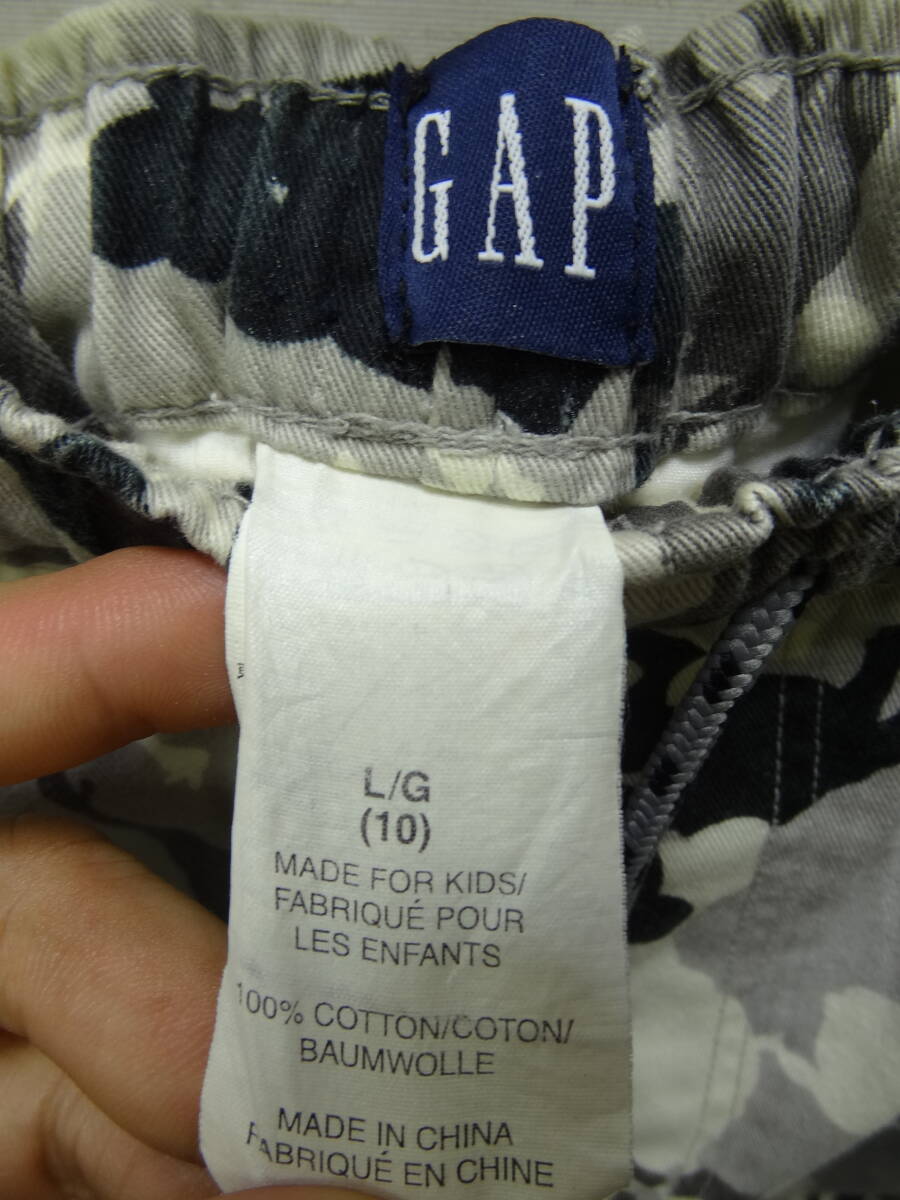 GAP
L/G
(10)
MADE FOR KIDS/
FABRIQUÉ POUR
LES ENFANTS
100% COTTON/COTON/
BAUMWOLLE
MADE IN CHINA
FABRIQUÉ EN CHINE